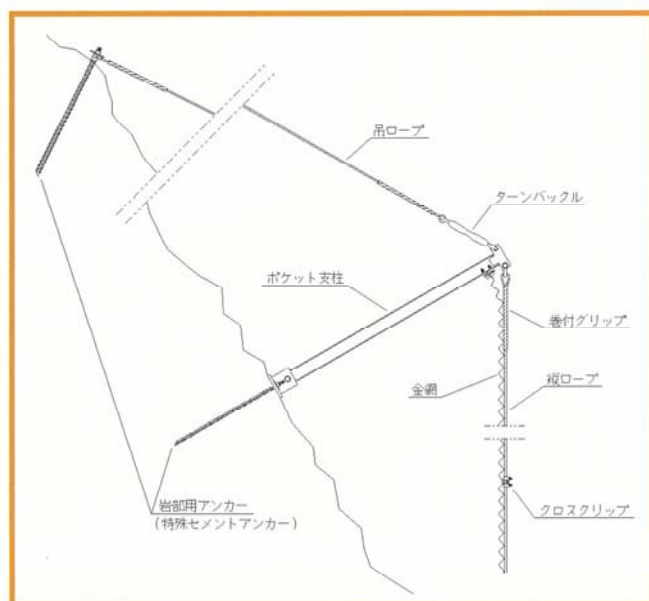 吊ロープ
ターンバックル
ポケット支柱
巻付グリップ
金網
縦ロープ
岩部用アンカー
(特殊セメントアンカー)
クロスクリップ